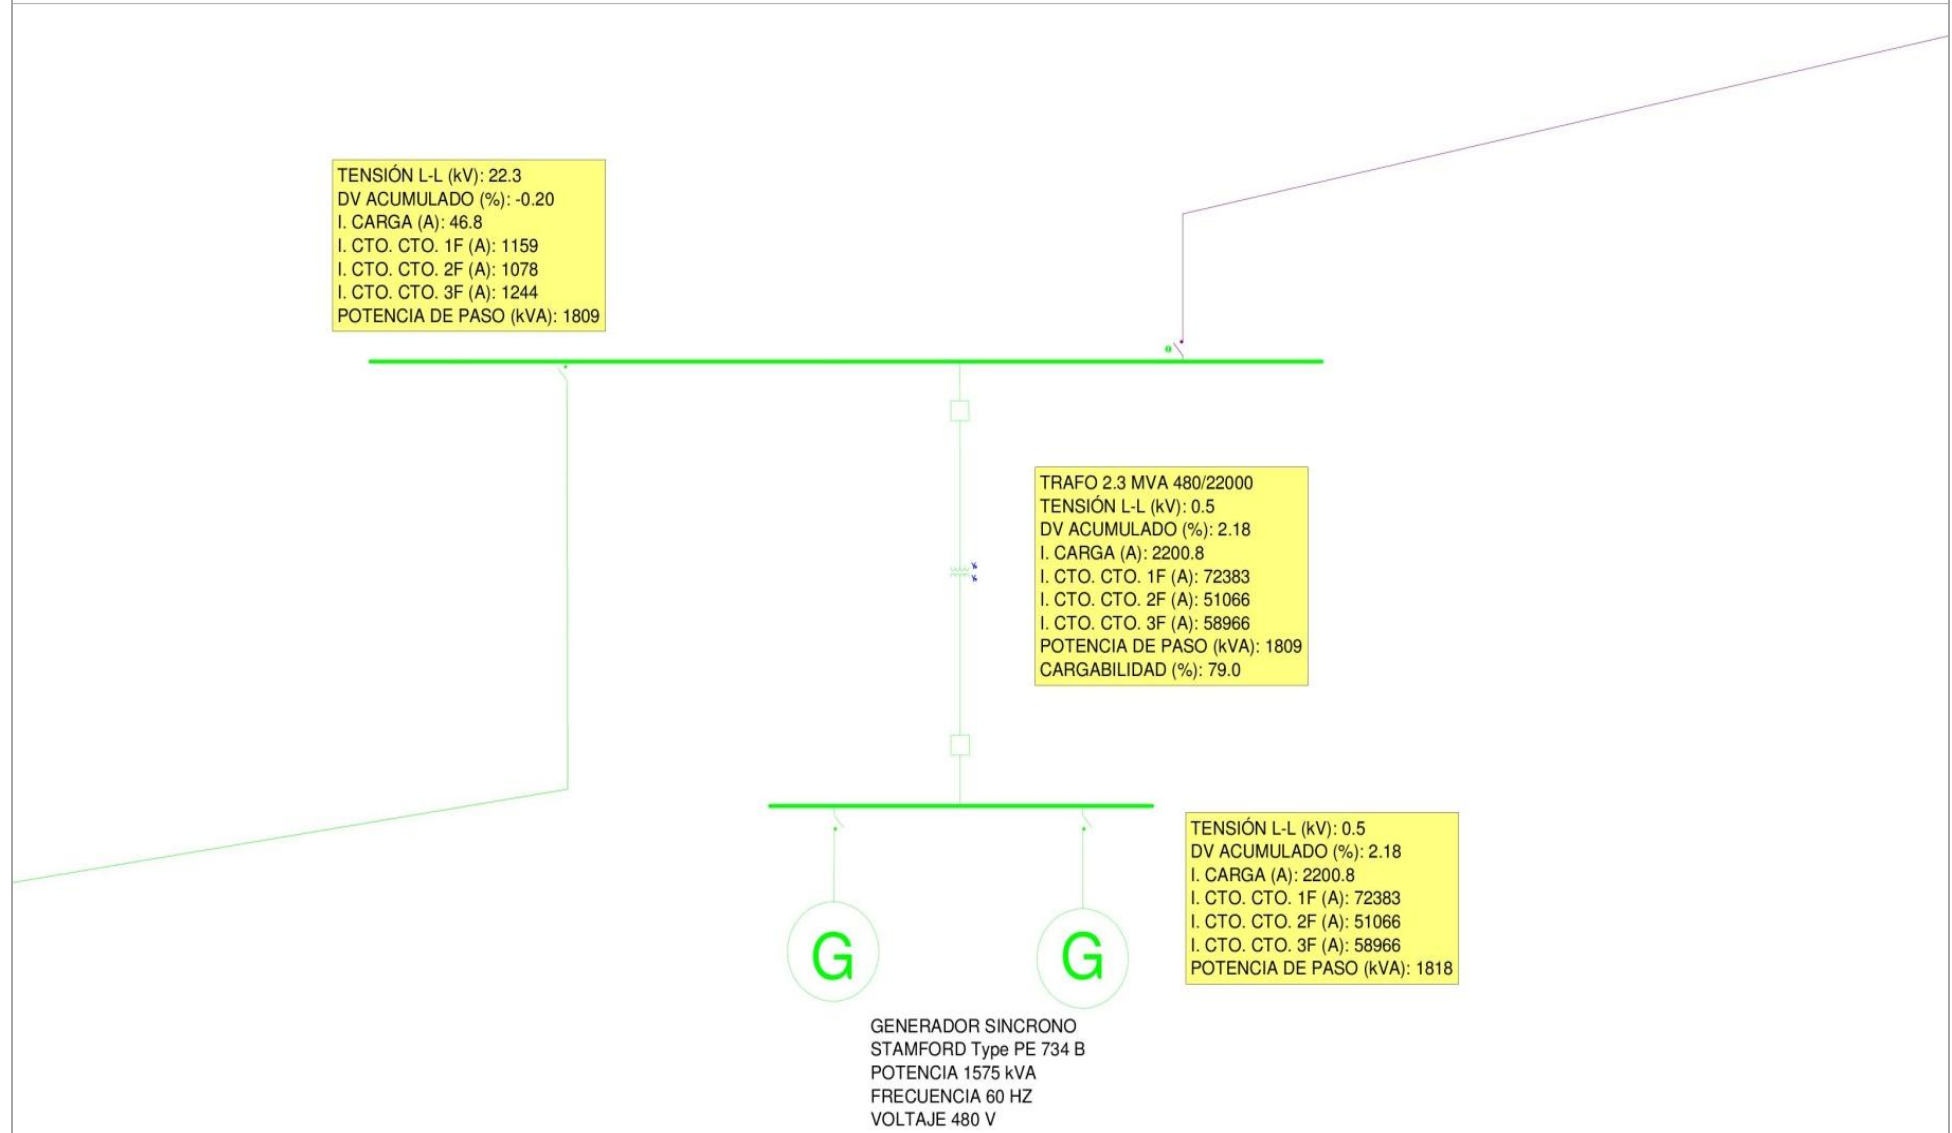 TENSIÓN L-L (kV): 22.3
DV ACUMULADO (%): -0.20
I. CARGA (A): 46.8
I. CTO. CTO. 1F (A): 1159
I. CTO. CTO. 2F (A): 1078
I. CTO. CTO. 3F (A): 1244
POTENCIA DE PASO (kVA): 1809
TRAFO 2.3 MVA 480/22000
TENSIÓN L-L (kV): 0.5
DV ACUMULADO (%): 2.18
I. CARGA (A): 2200.8
I. CTO. CTO. 1F (A): 72383
I. CTO. CTO. 2F (A): 51066
I. CTO. CTO. 3F (A): 58966
POTENCIA DE PASO (kVA): 1809
CARGABILIDAD (%): 79.0
TENSIÓN L-L (kV): 0.5
DV ACUMULADO (%): 2.18
I. CARGA (A): 2200.8
I. CTO. CTO. 1F (A): 72383
I. CTO. CTO. 2F (A): 51066
I. CTO. CTO. 3F (A): 58966
POTENCIA DE PASO (kVA): 1818
G
G
GENERADOR SINCRONO
STAMFORD Type PE 734 B
POTENCIA 1575 kVA
FRECUENCIA 60 HZ
VOLTAJE 480 V